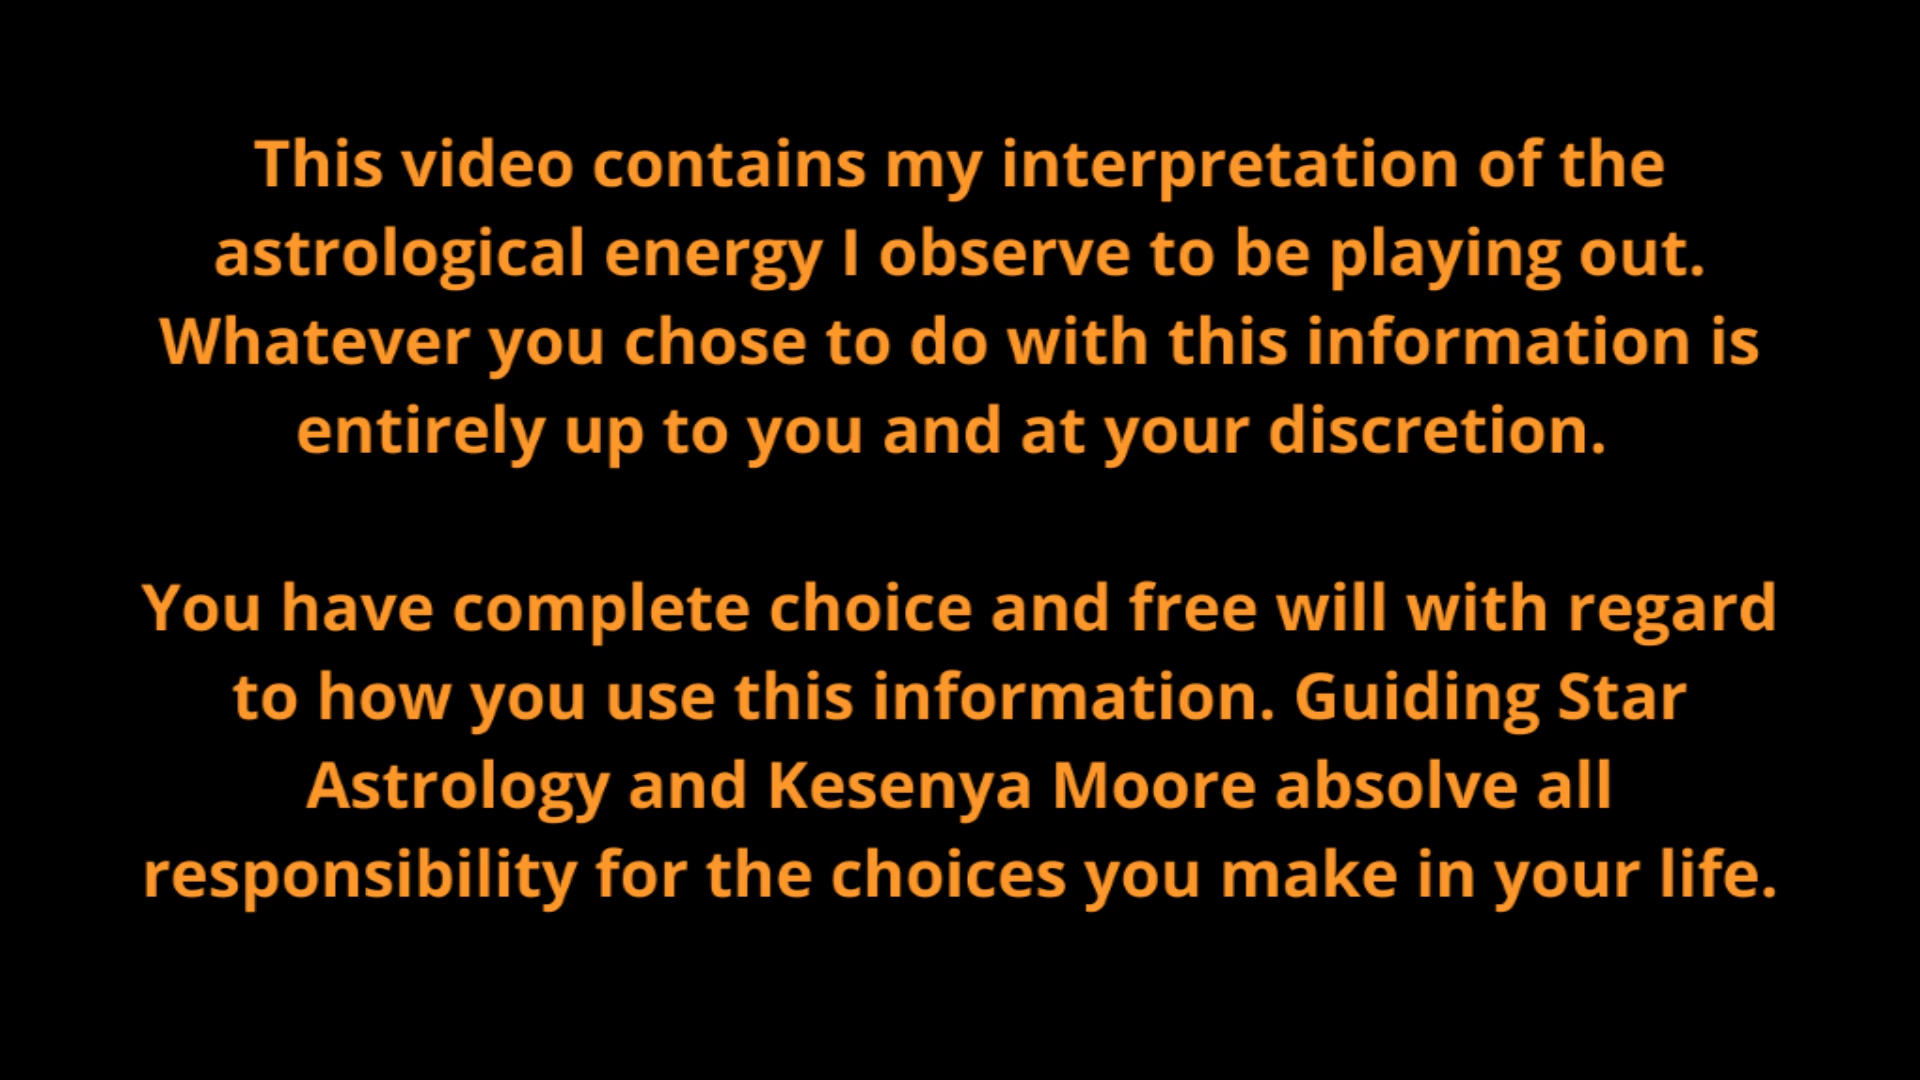 This video contains my interpretation of the
astrological energy I observe to be playing out.
Whatever you chose to do with this information is
entirely up to you and at your discretion.
You have complete choice and free will with regard
to how you use this information. Guiding Star
Astrology and Kesenya Moore absolve all
responsibility for the choices you make in your life.